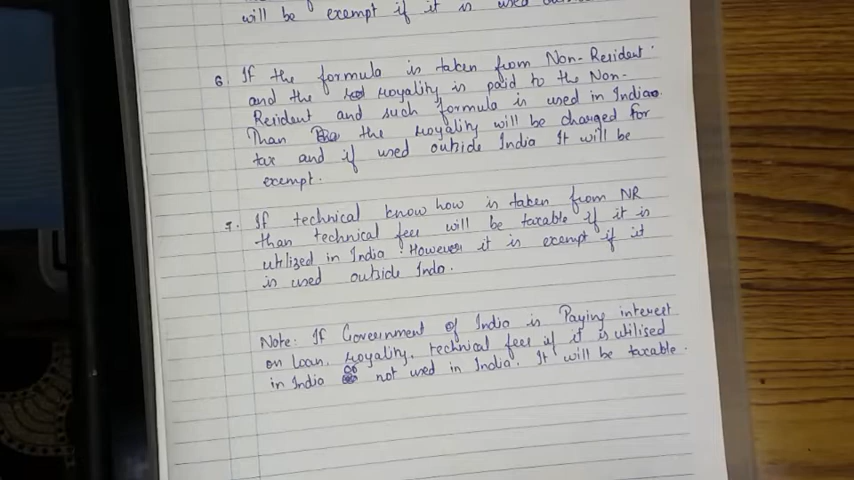 will be exempt if it is used
6. If the formula is taken from Non-Resident
and the royality is paid to the Non-
Resident and such formula is used in India.
Than the royality will be charged for
tax and if used outside India It will be
exempt.
7. If technical know how is taken from NR
than technical fees will be taxable if it is
utilized in India. However it is exempt if it
is used outside Inda.
Note: If Government of India is Paying interest
on loan, royality, technical fees if it is utilised
in India or not used in India. It will be taxable.